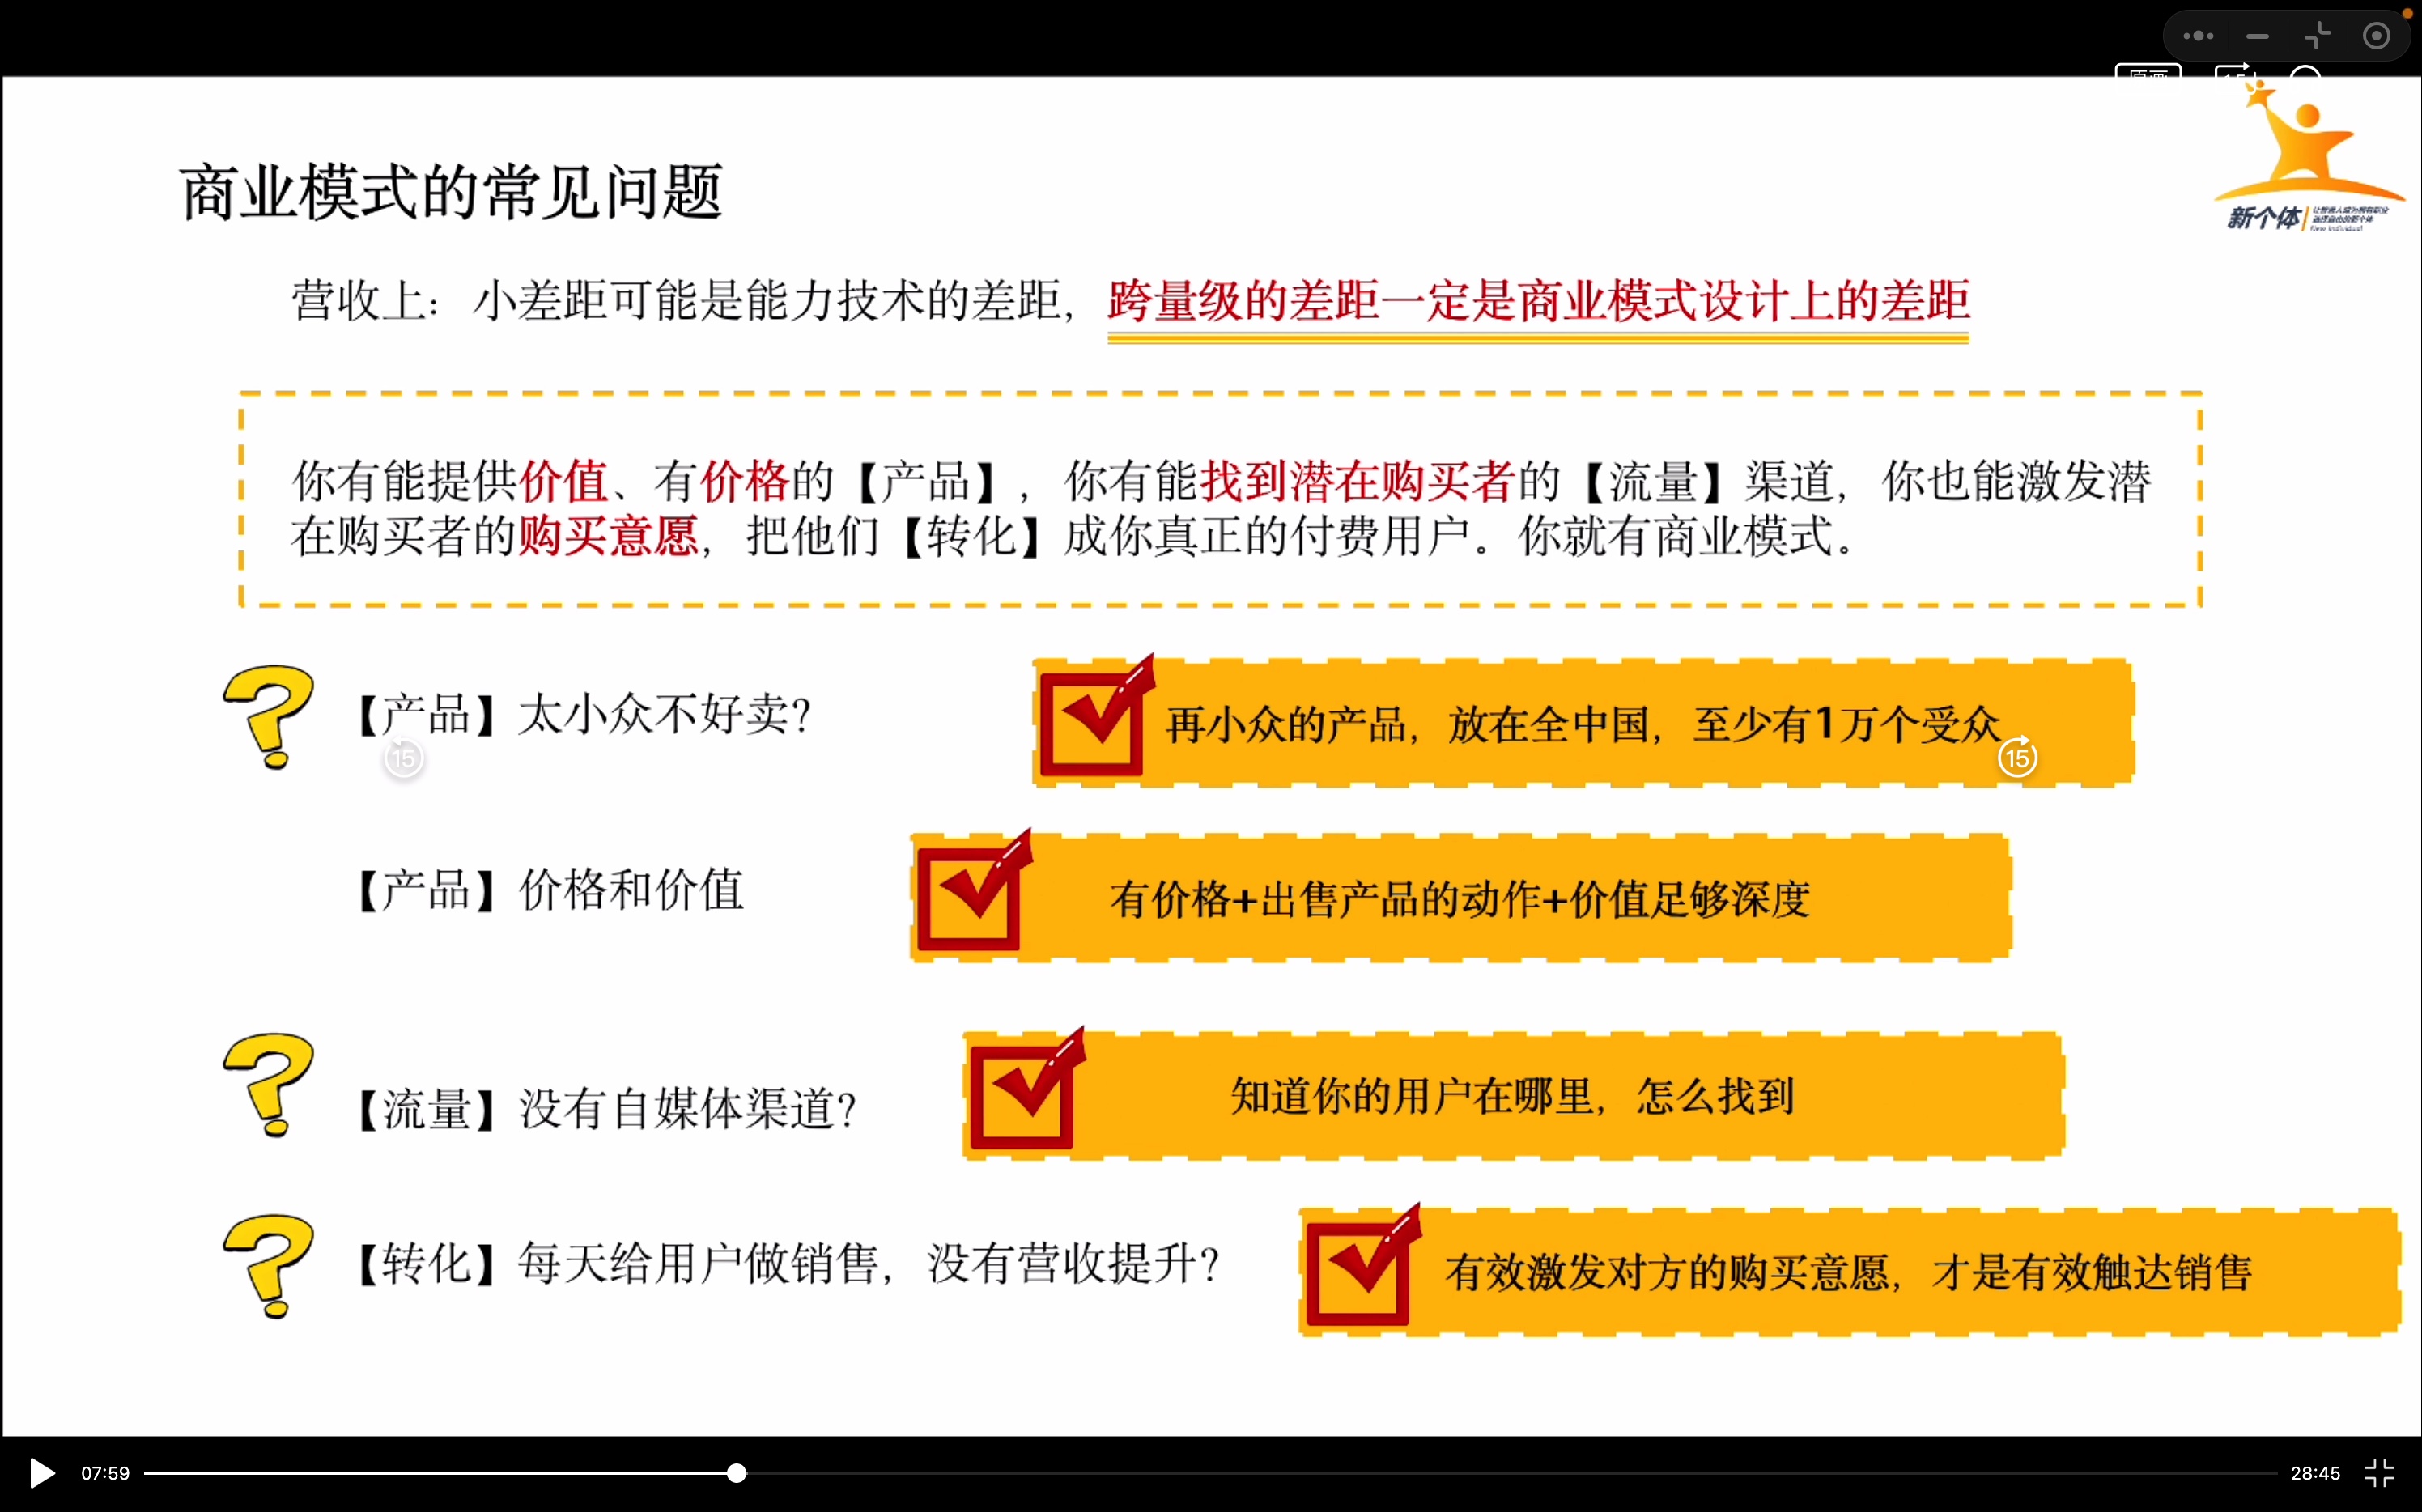 商业模式的常见问题
新个体
New Individual
营收上：小差距可能是能力技术的差距，跨量级的差距一定是商业模式设计上的差距
你有能提供价值、有价格的【产品】，你有能找到潜在购买者的【流量】渠道，你也能激发潜
在购买者的购买意愿，把他们【转化】成你真正的付费用户。你就有商业模式。
【产品】太小众不好卖？
再小众的产品，放在全中国，至少有1万个受众
15
15
【产品】价格和价值
有价格+出售产品的动作+价值足够深度
【流量】没有自媒体渠道？
知道你的用户在哪里，怎么找到
【转化】每天给用户做销售，没有营收提升？
有效激发对方的购买意愿，才是有效触达销售
07:59
28:45